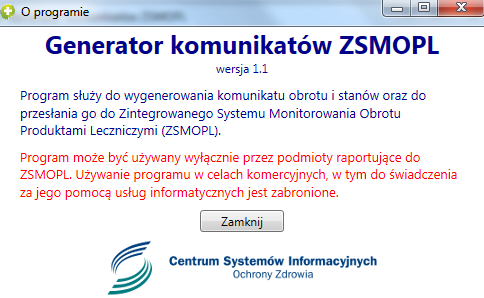 O programie
Generator komunikatów ZSMOPL
wersja 1.1
Program służy do wygenerowania komunikatu obrotu i stanów oraz do
przesłania go do Zintegrowanego Systemu Monitorowania Obrotu
Produktami Leczniczymi (ZSMOPL).
Program może być używany wyłącznie przez podmioty raportujące do
ZSMOPL. Używanie programu w celach komercyjnych, w tym do świadczenia
za jego pomocą usług informatycznych jest zabronione.
Zamknij
Centrum Systemów Informacyjnych
Ochrony Zdrowia